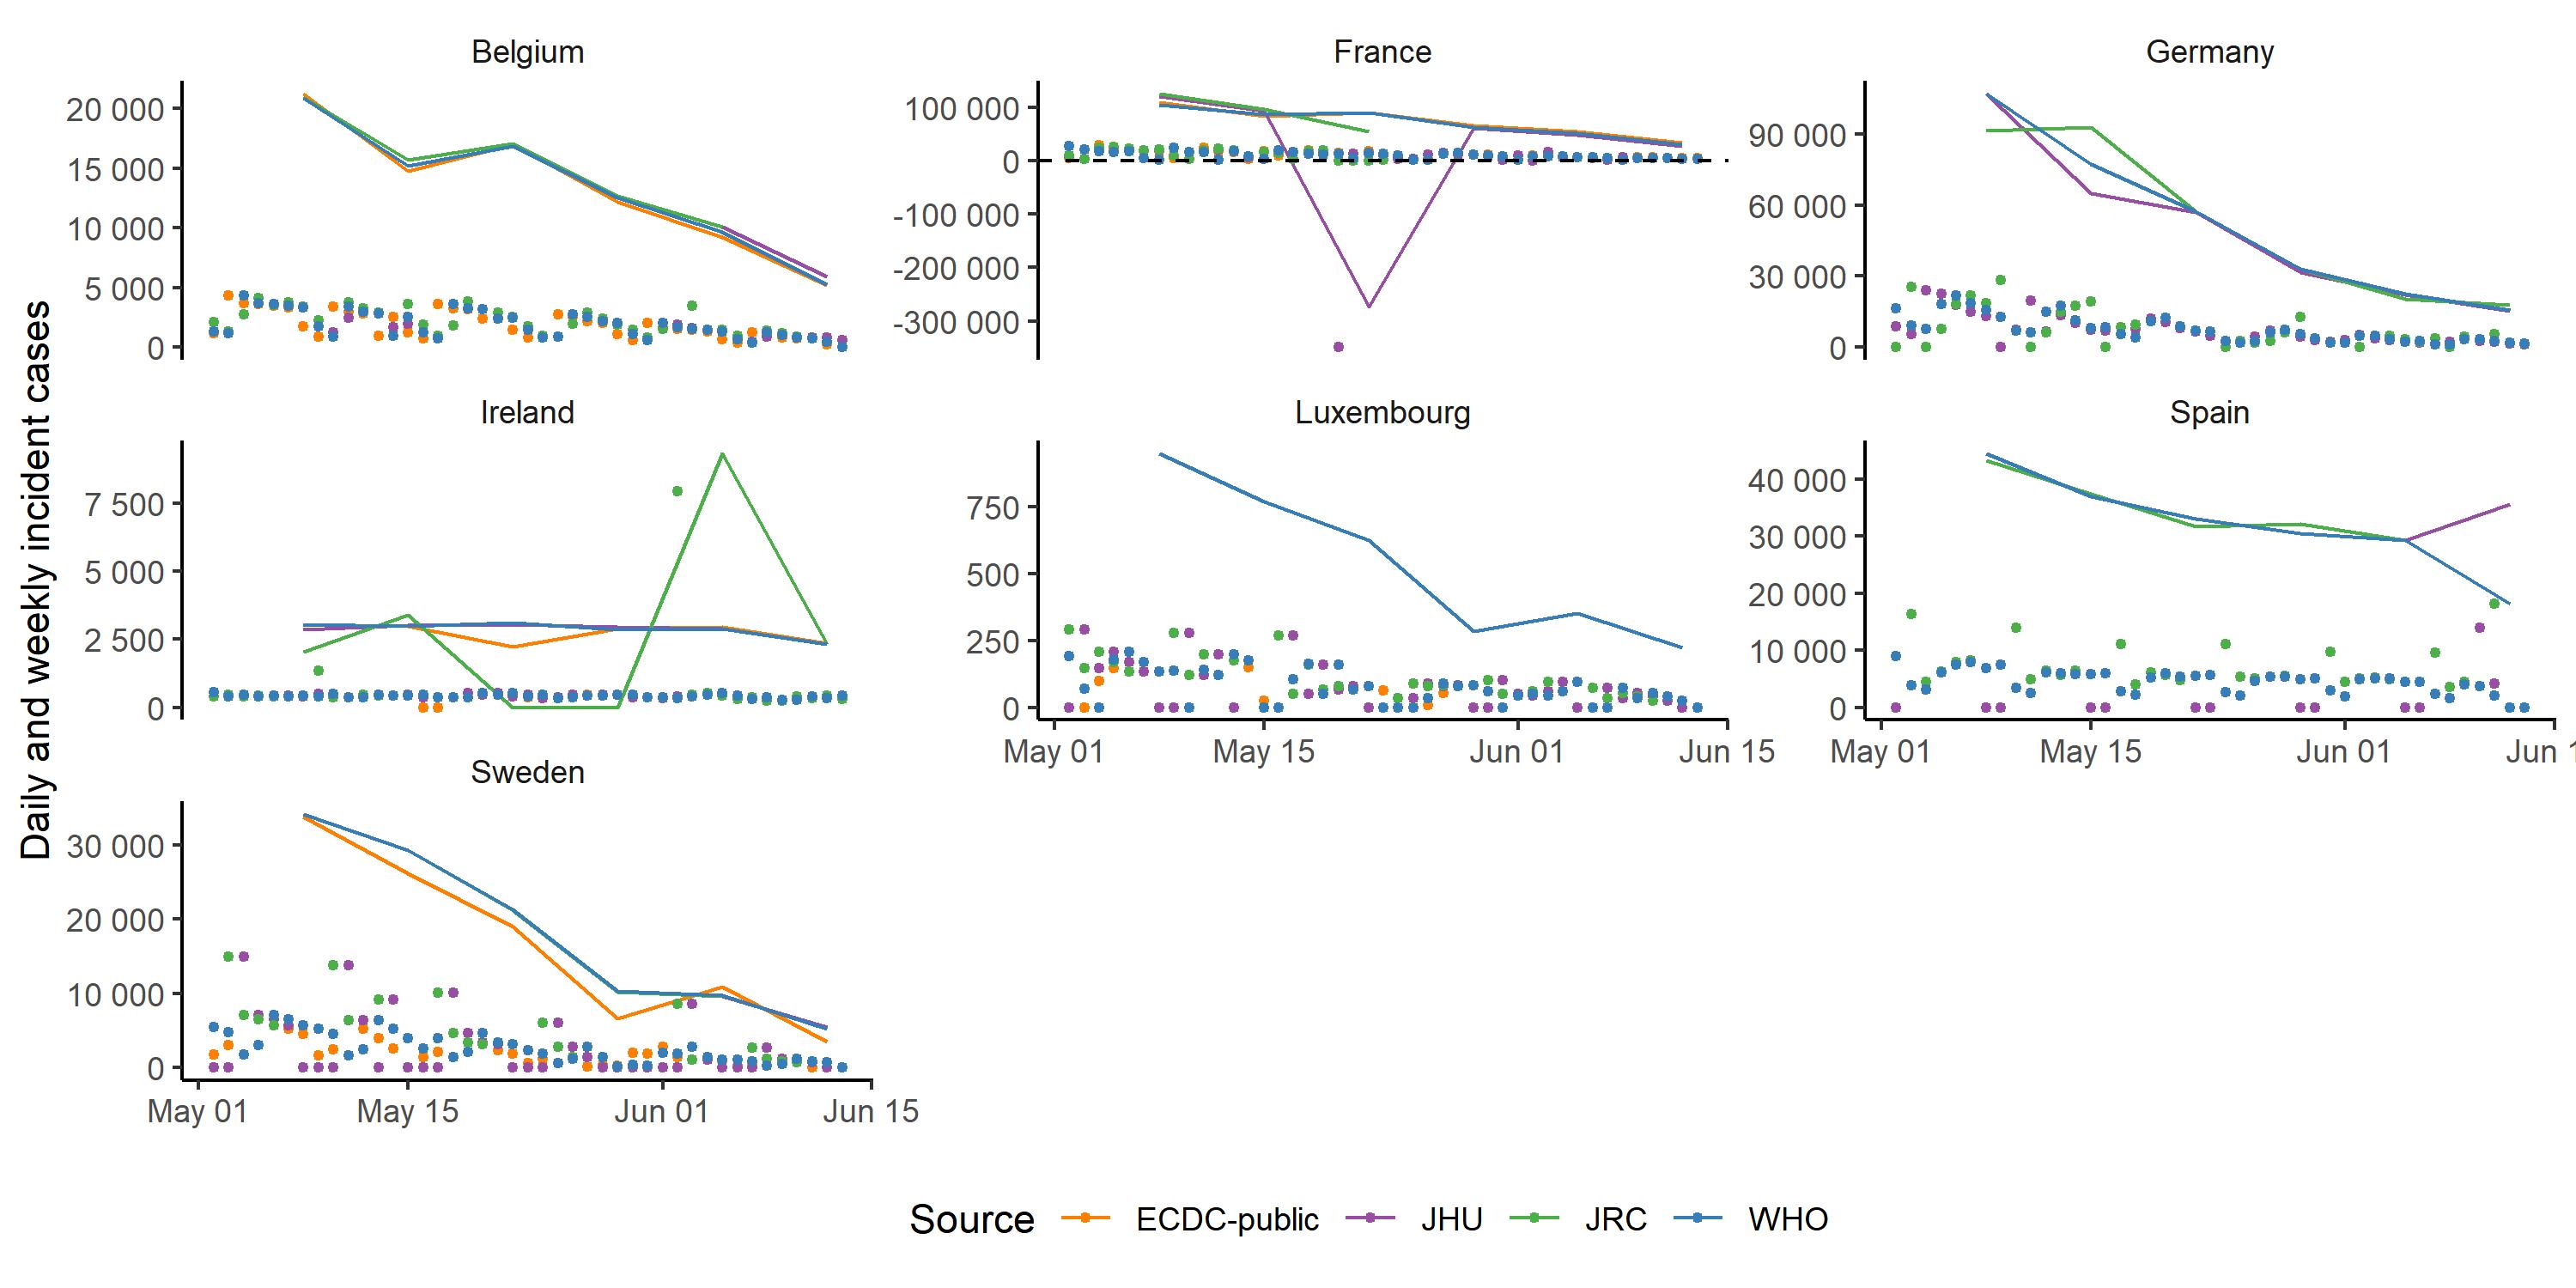 Daily and weekly incident cases
Belgium
20 000
15 000
10 000
5 000
0
France
100 000
0
-100 000
-200 000
-300 000
Germany
90 000
60 000
30 000
0
Ireland
7 500
5 000
2 500
0
Luxembourg
750
500
250
0
May 01 May 15 Jun 01 Jun 15
Spain
40 000
30 000
20 000
10 000
0
May 01 May 15 Jun 01 Jun 1
Sweden
30 000
20 000
10 000
0
May 01 May 15 Jun 01 Jun 15
Source ECDC-public JHU JRC WHO